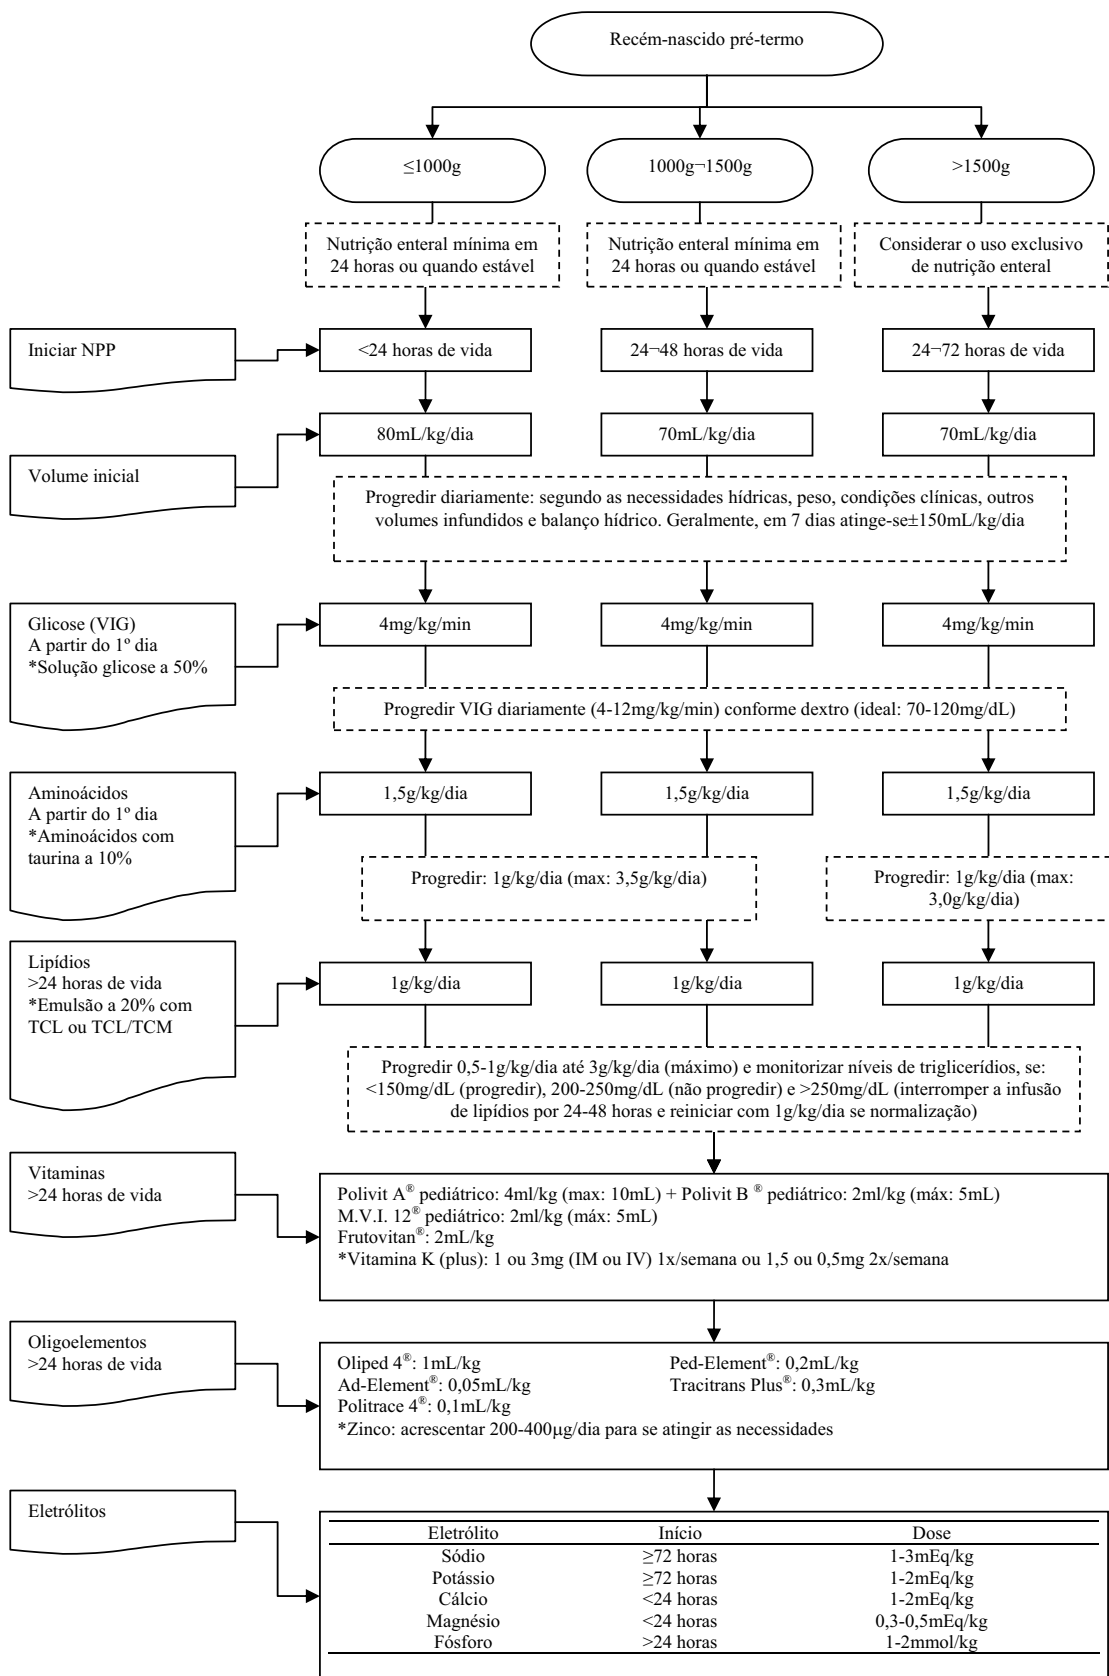 Recém-nascido pré-termo
≤1000g
1000g¬1500g
>1500g
Nutrição enteral mínima em
24 horas ou quando estável
Nutrição enteral mínima em
24 horas ou quando estável
Considerar o uso exclusivo
de nutrição enteral
Iniciar NPP
<24 horas de vida
24¬48 horas de vida
24¬72 horas de vida
Volume inicial
80mL/kg/dia
70mL/kg/dia
70mL/kg/dia
Progredir diariamente: segundo as necessidades hídricas, peso, condições clínicas, outros
volumes infundidos e balanço hídrico. Geralmente, em 7 dias atinge-se±150mL/kg/dia
Glicose (VIG)
A partir do 1º dia
*Solução glicose a 50%
4mg/kg/min
4mg/kg/min
4mg/kg/min
Progredir VIG diariamente (4-12mg/kg/min) conforme dextro (ideal: 70-120mg/dL)
Aminoácidos
A partir do 1º dia
*Aminoácidos com
taurina a 10%
1,5g/kg/dia
1,5g/kg/dia
1,5g/kg/dia
Progredir: 1g/kg/dia (max: 3,5g/kg/dia)
Progredir: 1g/kg/dia (max:
3,0g/kg/dia)
Lipídios
>24 horas de vida
*Emulsão a 20% com
TCL ou TCL/TCM
1g/kg/dia
1g/kg/dia
1g/kg/dia
Progredir 0,5-1g/kg/dia até 3g/kg/dia (máximo) e monitorizar níveis de triglicerídios, se:
<150mg/dL (progredir), 200-250mg/dL (não progredir) e >250mg/dL (interromper a infusão
de lipídios por 24-48 horas e reiniciar com 1g/kg/dia se normalização)
Vitaminas
>24 horas de vida
Polivit A® pediátrico: 4ml/kg (max: 10mL) + Polivit B ® pediátrico: 2ml/kg (máx: 5mL)
M.V.I. 12® pediátrico: 2ml/kg (máx: 5mL)
Frutovitan®: 2mL/kg
*Vitamina K (plus): 1 ou 3mg (IM ou IV) 1x/semana ou 1,5 ou 0,5mg 2x/semana
Oligoelementos
>24 horas de vida
Oliped 4®: 1mL/kg Ped-Element®: 0,2mL/kg
Ad-Element®: 0,05mL/kg Tracitrans Plus®: 0,3mL/kg
Politrace 4®: 0,1mL/kg
*Zinco: acrescentar 200-400µg/dia para se atingir as necessidades
Eletrólitos
Eletrólito Início Dose
Sódio ≥72 horas 1-3mEq/kg
Potássio ≥72 horas 1-2mEq/kg
Cálcio <24 horas 1-2mEq/kg
Magnésio <24 horas 0,3-0,5mEq/kg
Fósforo >24 horas 1-2mmol/kg